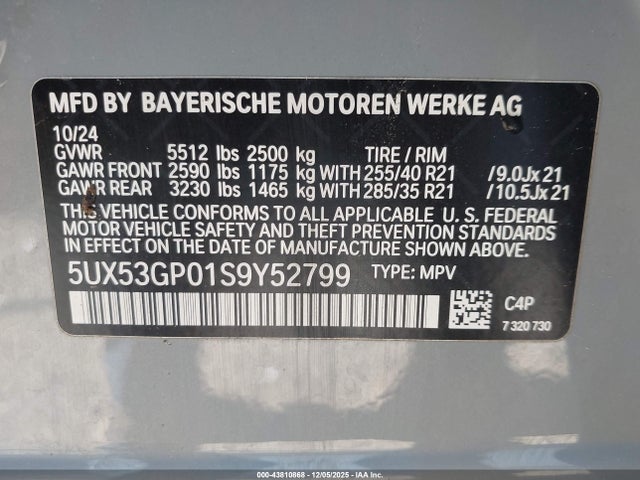 MFD BY BAYERISCHE MOTOREN WERKE AG
10/24
GVWR 5512 lbs 2500 kg TIRE / RIM
GAWR FRONT 2590 lbs 1175 kg WITH 255/40 R21 /9.0Jx21
GAWR REAR 3230 lbs 1465 kg WITH 285/35 R21 /10.5Jx21
THIS VEHICLE CONFORMS TO ALL APPLICABLE U. S. FEDERAL
MOTOR VEHICLE SAFETY AND THEFT PREVENTION STANDARDS
IN EFFECT ON THE DATE OF MANUFACTURE SHOWN ABOVE.
5UX53GP01S9Y52799 TYPE: MPV
C4P
7 320 730
000-43810868 - 12/05/2025 - IAA Inc.